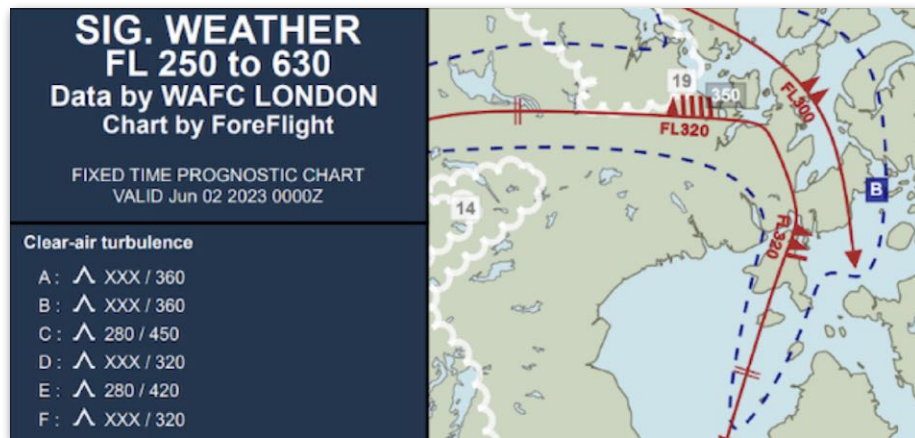 SIG. WEATHER
FL 250 to 630
Data by WAFC LONDON
Chart by ForeFlight
FIXED TIME PROGNOSTIC CHART
VALID Jun 02 2023 0000Z
Clear-air turbulence
A: XXX / 360
B: XXX / 360
C: 280 / 450
D: XXX / 320
E: 280 / 420
F: XXX / 320
19
350
FL320
FL300
B
14
FL320